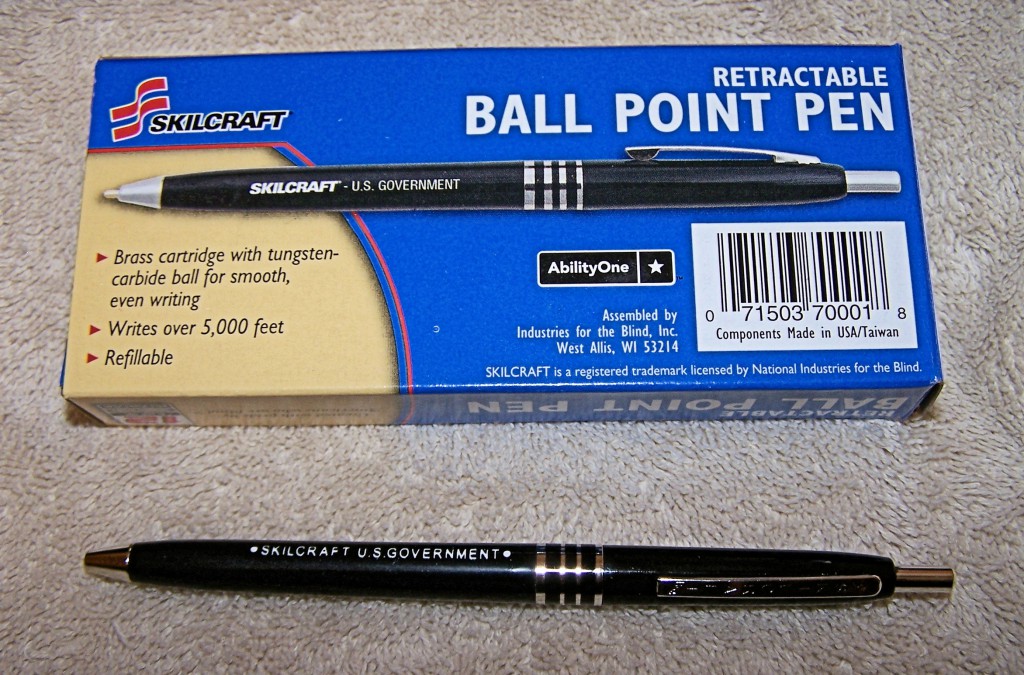 SKILCRAFT
RETRACTABLE
BALL POINT PEN
SKILCRAFT - U.S. GOVERNMENT
▸ Brass cartridge with tungsten-
carbide ball for smooth,
even writing
▸ Writes over 5,000 feet
▸ Refillable
AbilityOne
Assembled by
Industries for the Blind, Inc.
West Allis, WI 53214
0 71503 70001 8
Components Made in USA/Taiwan
SKILCRAFT is a registered trademark licensed by National Industries for the Blind.
RETRACTABLE
BALL POINT PEN
•SKILCRAFT U.S.GOVERNMENT•